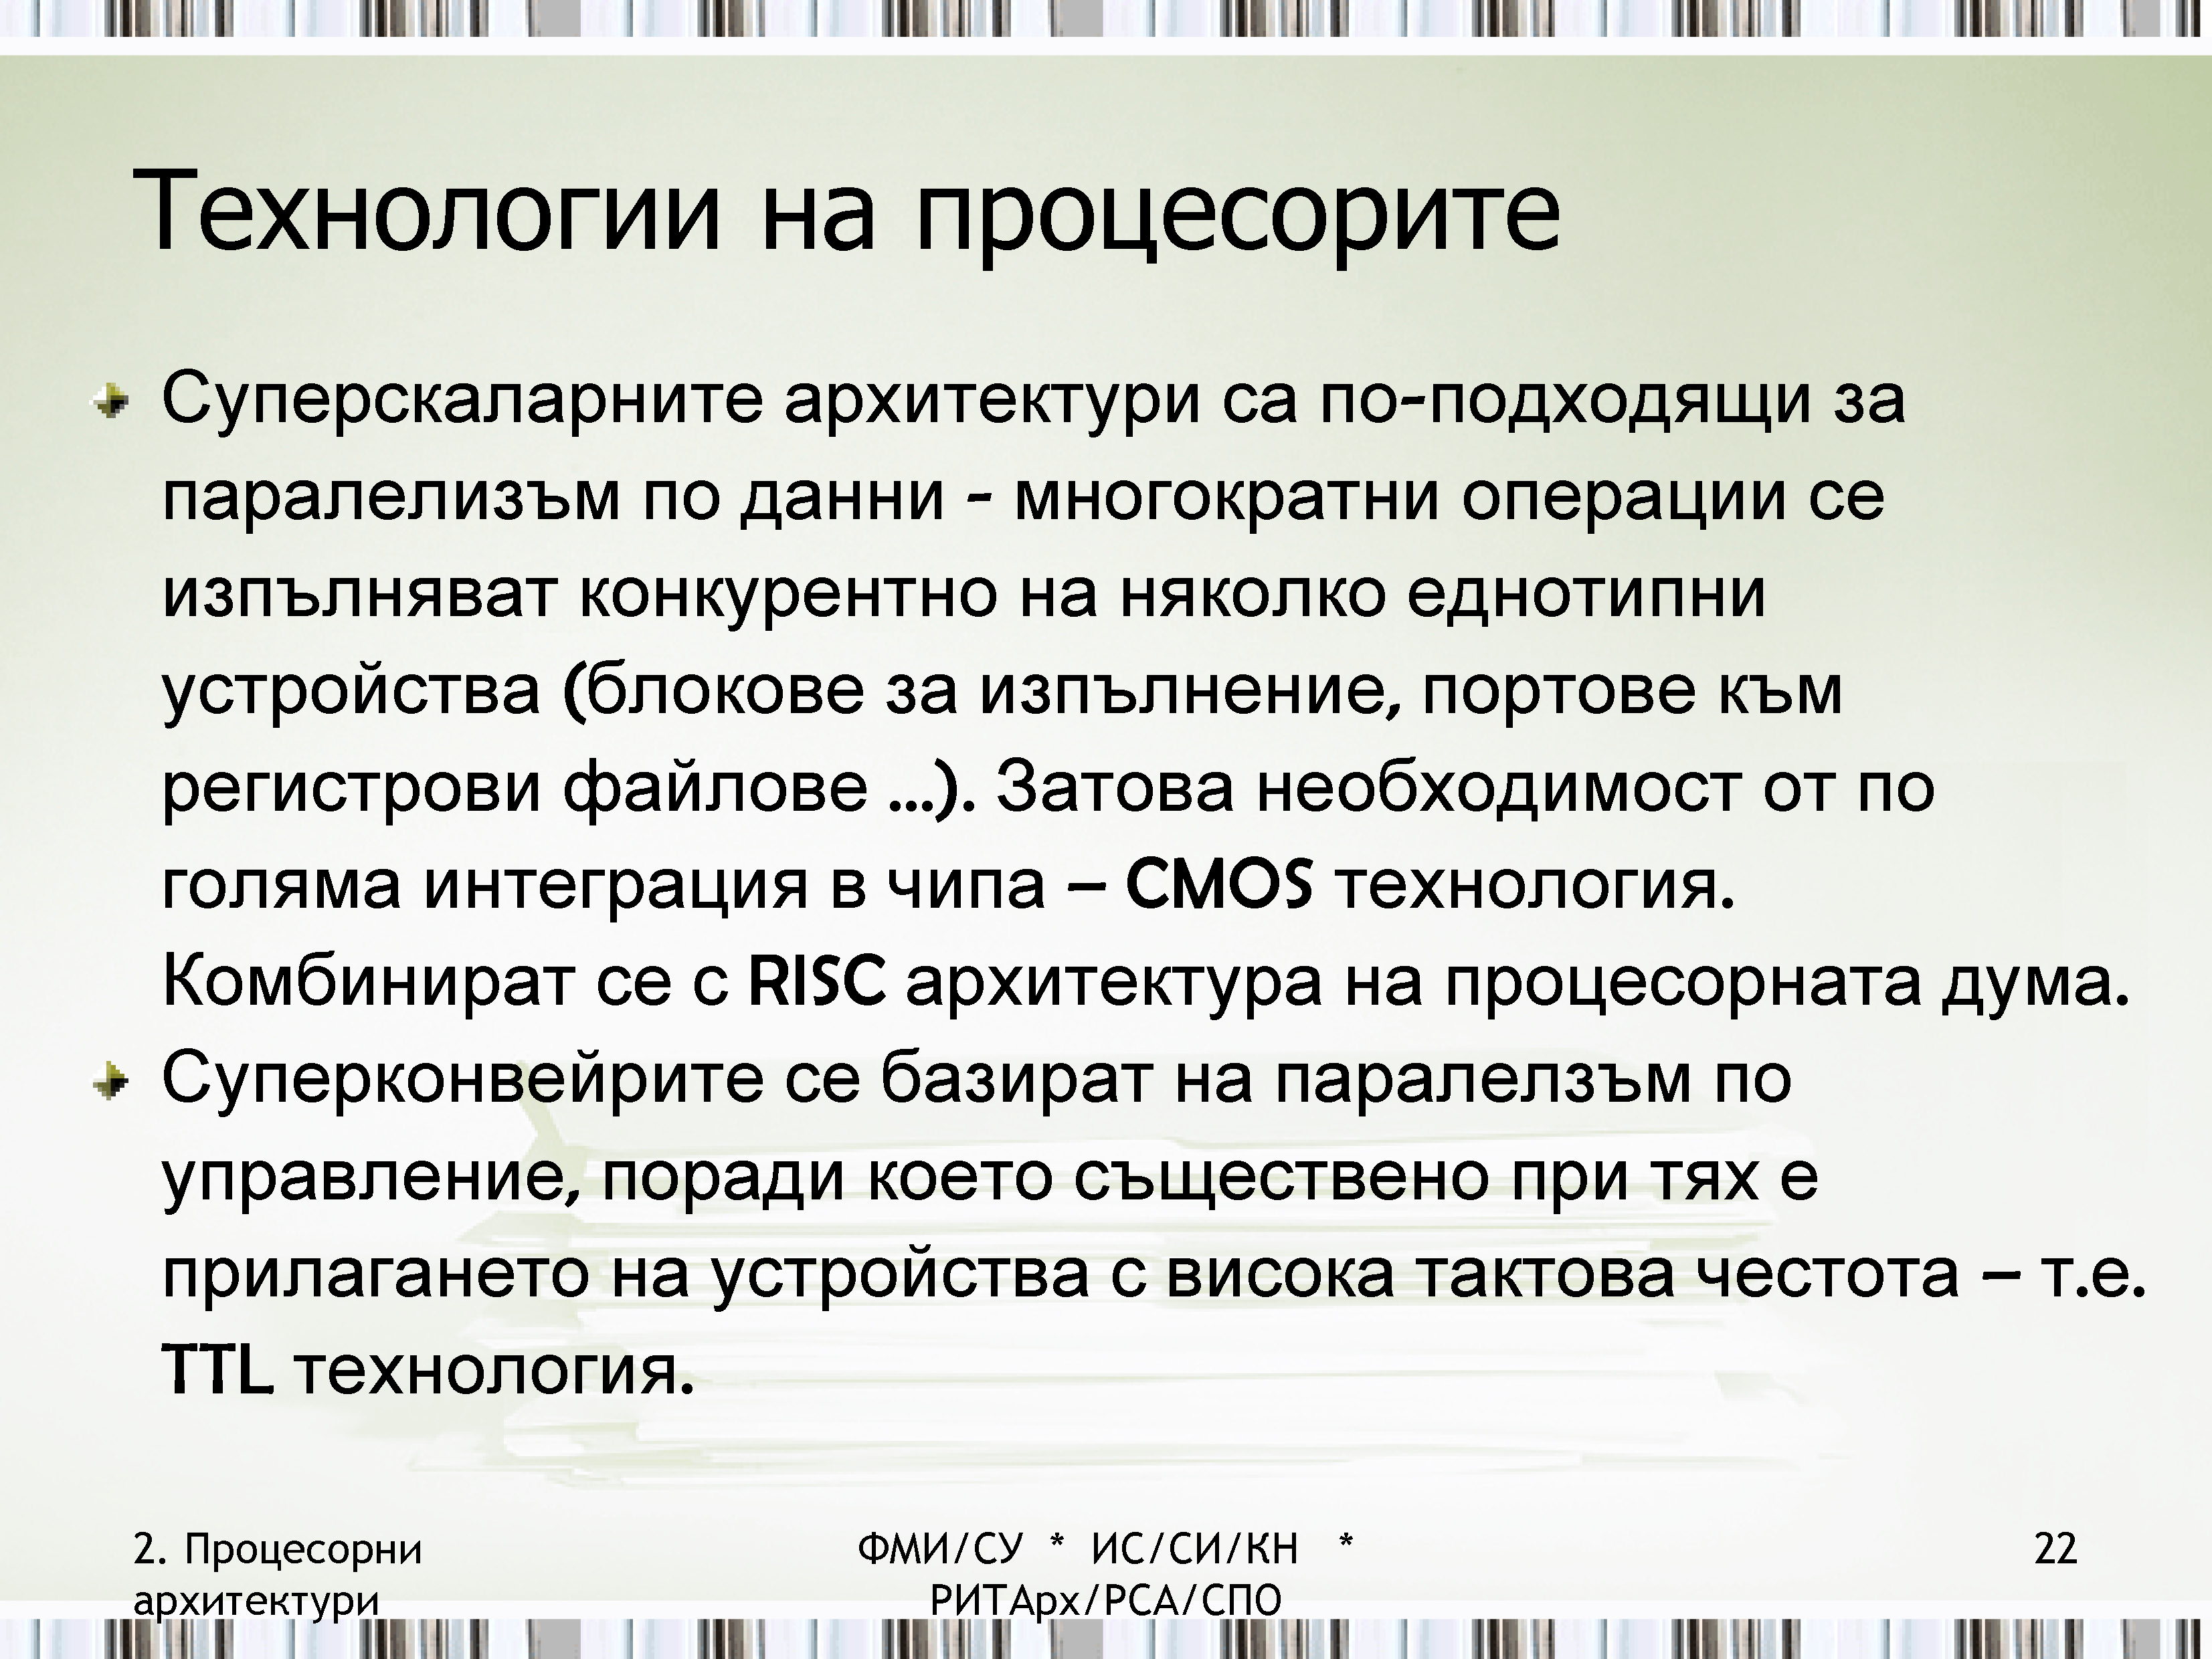 Технологии на процесорите
Суперскаларните архитектури са по-подходящи за
паралелизъм по данни - многократни операции се
изпълняват конкурентно на няколко еднотипни
устройства (блокове за изпълнение, портове към
регистрови файлове ...). Затова необходимост от по
голяма интеграция в чипа – CMOS технология.
Комбинират се с RISC архитектура на процесорната дума.
Суперконвейрите се базират на паралелзъм по
управление, поради което съществено при тях е
прилагането на устройства с висока тактова честота – т.е.
TTL технология.
2. Процесорни
архитектури
ФМИ/СУ * ИС/СИ/КН *
РИТАрх/РСА/СПО
22